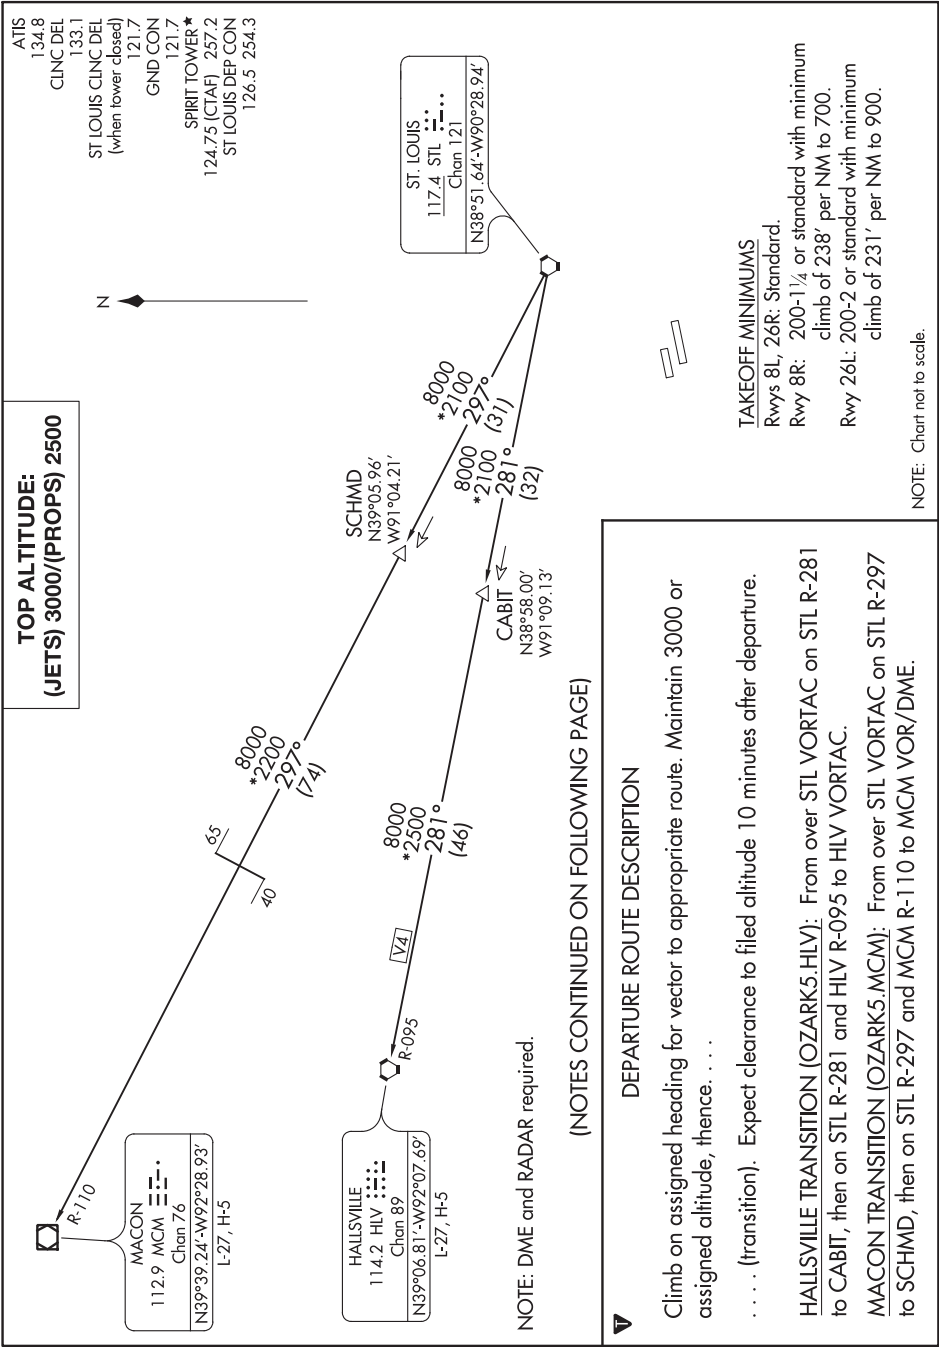 TOP ALTITUDE:
(JETS) 3000/(PROPS) 2500
ATIS
134.8
CLNC DEL
133.1
ST LOUIS CLNC DEL
(when tower closed)
121.7
GND CON
121.7
SPIRIT TOWER★
124.75 (CTAF) 257.2
ST LOUIS DEP CON
126.5 254.3
N
MACON
112.9 MCM
Chan 76
N39°39.24'-W92°28.93'
L-27, H-5
R-110
65
40
8000
*2200
297°
(74)
SCHMD
N39°05.96'
W91°04.21'
8000
*2100
297°
(31)
ST. LOUIS
117.4 STL
Chan 121
N38°51.64'-W90°28.94'
HALLSVILLE
114.2 HLV
Chan 89
N39°06.81'-W92°07.69'
L-27, H-5
R-095
V4
8000
*2500
281°
(46)
CABIT
N38°58.00'
W91°09.13'
8000
*2100
281°
(32)
NOTE: DME and RADAR required.
(NOTES CONTINUED ON FOLLOWING PAGE)
T
DEPARTURE ROUTE DESCRIPTION
Climb on assigned heading for vector to appropriate route. Maintain 3000 or
assigned altitude, thence. . . .
. . . . (transition). Expect clearance to filed altitude 10 minutes after departure.
HALLSVILLE TRANSITION (OZARK5.HLV): From over STL VORTAC on STL R-281
to CABIT, then on STL R-281 and HLV R-095 to HLV VORTAC.
MACON TRANSITION (OZARK5.MCM): From over STL VORTAC on STL R-297
to SCHMD, then on STL R-297 and MCM R-110 to MCM VOR/DME.
TAKEOFF MINIMUMS
Rwys 8L, 26R: Standard.
Rwy 8R: 200-1¼ or standard with minimum
climb of 238' per NM to 700.
Rwy 26L: 200-2 or standard with minimum
climb of 231' per NM to 900.
NOTE: Chart not to scale.